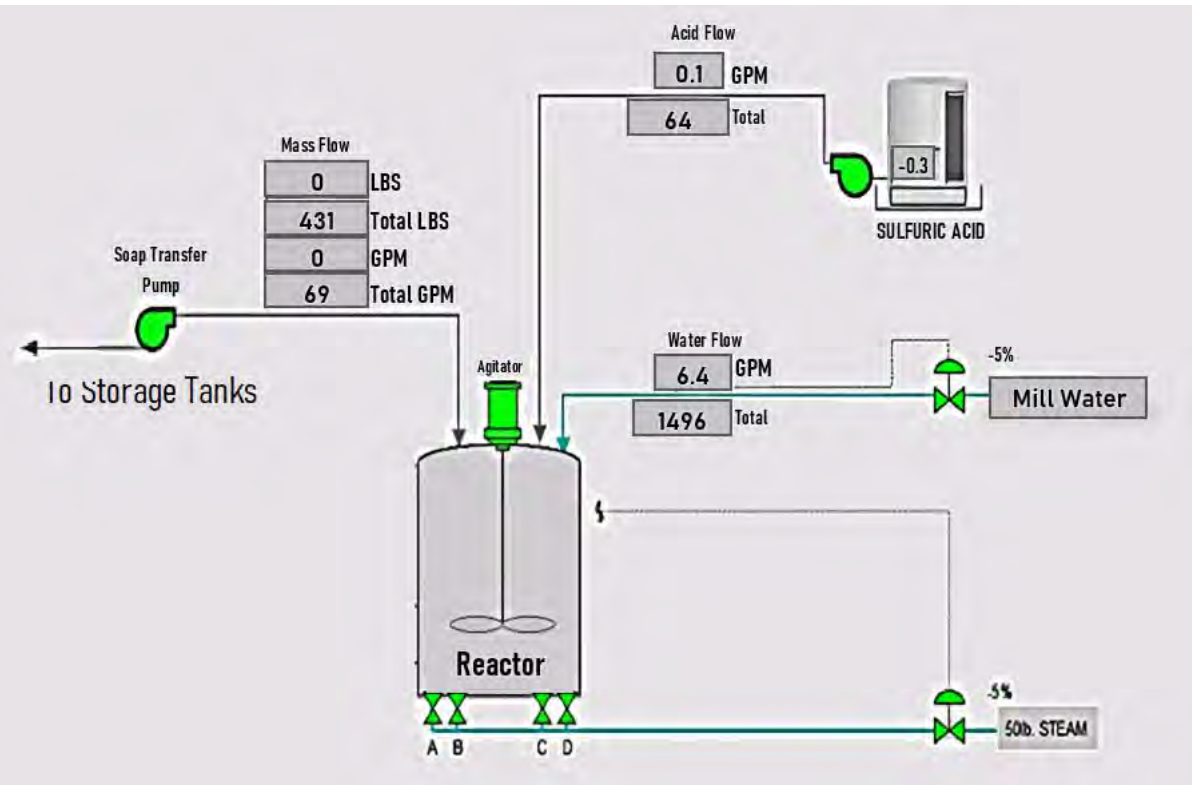 Acid Flow
0.1 GPM
64 Total
-0.3
SULFURIC ACID
Mass Flow
0 LBS
431 Total LBS
0 GPM
69 Total GPM
Soap Transfer
Pump
To Storage Tanks
Agitator
Water Flow
6.4 GPM
1496 Total
-5%
Mill Water
Reactor
A B C D
-5%
50lb. STEAM